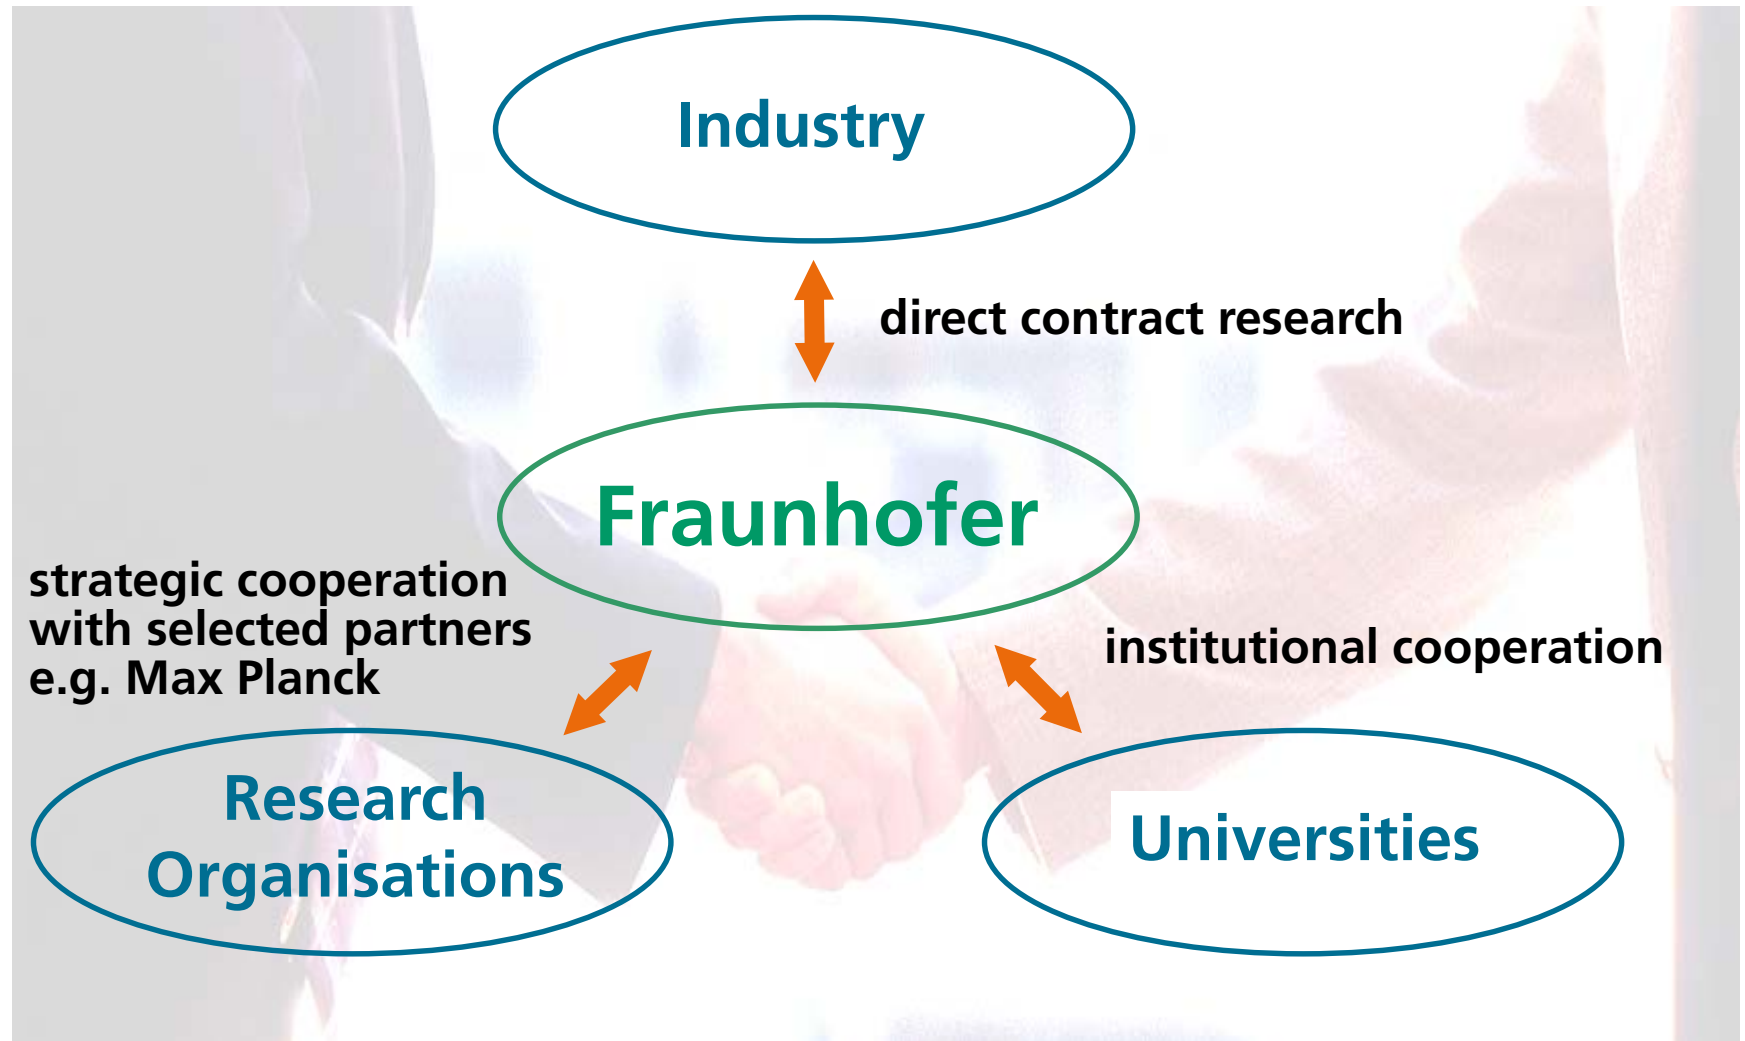 Industry
direct contract research
Fraunhofer
strategic cooperation
with selected partners
e.g. Max Planck
institutional cooperation
Research
Organisations
Universities